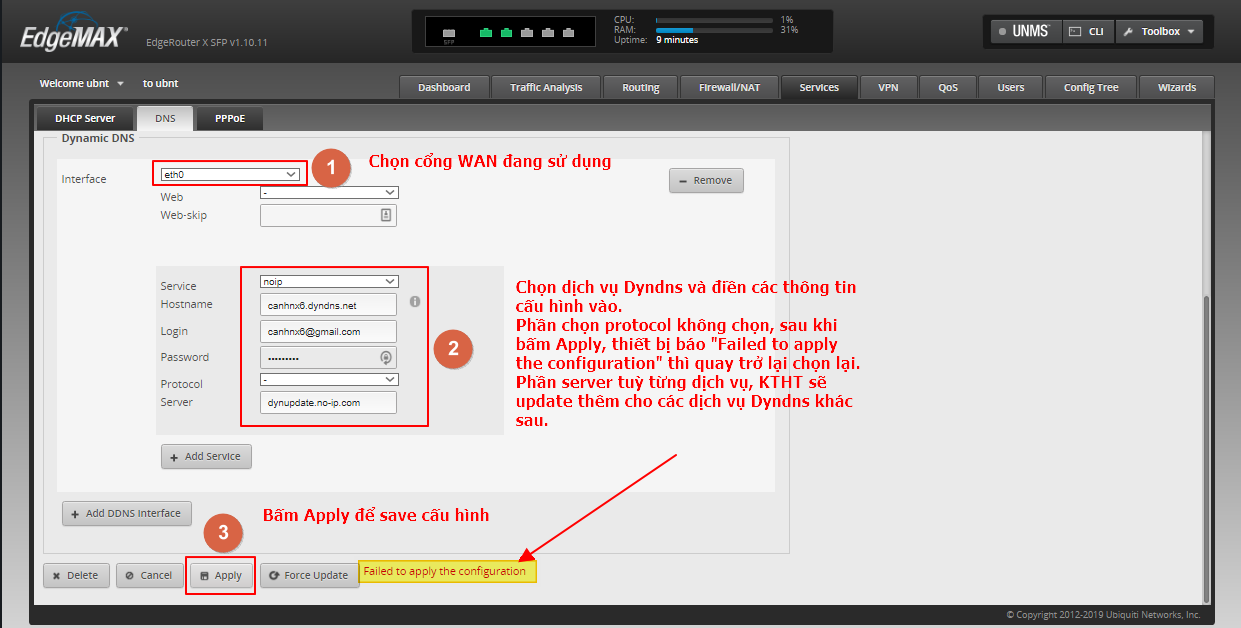 EdgeMAX®
EdgeRouter X SFP v1.10.11
SFP
CPU: 1%
RAM: 31%
Uptime: 9 minutes
UNMS™
CLI
Toolbox
Welcome ubnt
to ubnt
Dashboard
Traffic Analysis
Routing
Firewall/NAT
Services
VPN
QoS
Users
Config Tree
Wizards
DHCP Server
DNS
PPPoE
Dynamic DNS
Interface
eth0
1
Chọn cổng WAN đang sử dụng
Remove
Web
-
Web-skip
Service
noip
Hostname
canhnx6.dyndns.net
Login
canhnx6@gmail.com
Password
•••••••••
Protocol
-
Server
dynupdate.no-ip.com
2
Chọn dịch vụ Dyndns và điền các thông tin
cấu hình vào.
Phần chọn protocol không chọn, sau khi
bấm Apply, thiết bị báo "Failed to apply
the configuration" thì quay trở lại chọn lại.
Phần server tuỳ từng dịch vụ, KTHT sẽ
update thêm cho các dịch vụ Dyndns khác
sau.
+ Add Service
+ Add DDNS Interface
3
Bấm Apply để save cấu hình
Delete
Cancel
Apply
Force Update
Failed to apply the configuration
© Copyright 2012-2019 Ubiquiti Networks, Inc.